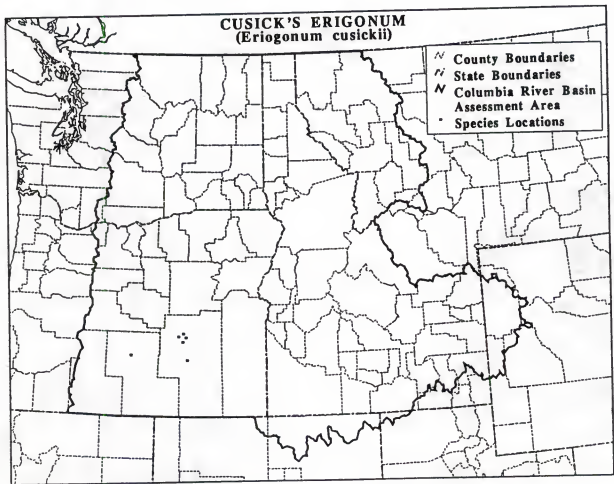 CUSICK'S ERIGONUM
(Eriogonum cusickii)
County Boundaries
State Boundaries
Columbia River Basin
Assessment Area
Species Locations